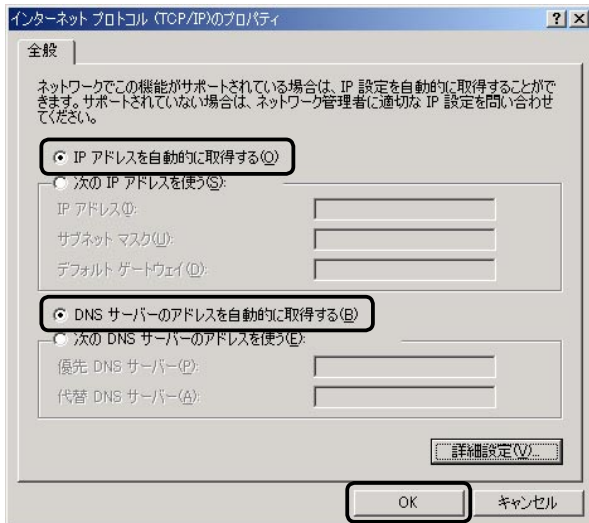 インターネット プロトコル (TCP/IP)のプロパティ
全般
ネットワークでこの機能がサポートされている場合は、IP 設定を自動的に取得することがで
きます。サポートされていない場合は、ネットワーク管理者に適切な IP 設定を問い合わせ
てください。
IP アドレスを自動的に取得する(O)
次の IP アドレスを使う(S):
IP アドレス(I):
サブネット マスク(U):
デフォルト ゲートウェイ(D):
DNS サーバーのアドレスを自動的に取得する(B)
次の DNS サーバーのアドレスを使う(E):
優先 DNS サーバー(P):
代替 DNS サーバー(A):
詳細設定(V)...
OK
キャンセル